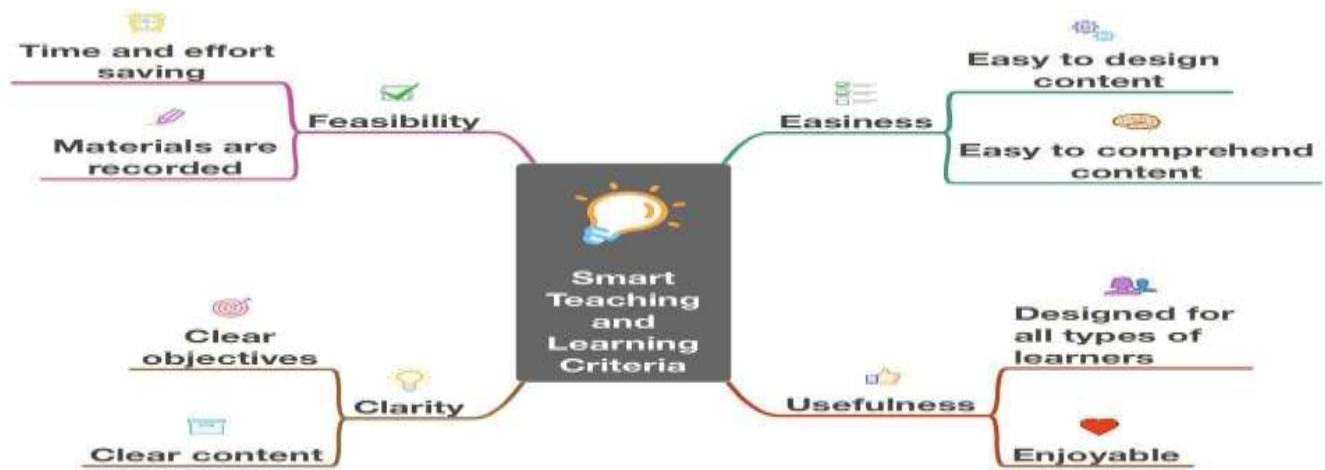 Time and effort
saving
Feasibility
Materials are
recorded
Easy to design
content
Easiness
Easy to comprehend
content
Smart
Teaching
and
Learning
Criteria
Clear
objectives
Clarity
Clear content
Designed for
all types of
learners
Usefulness
Enjoyable